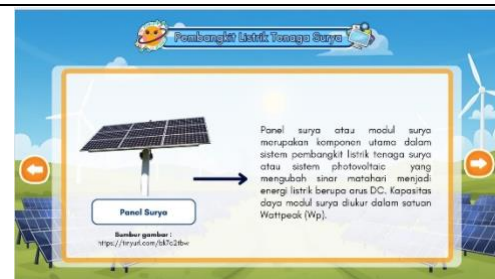 Pembangkit Listrik Tenaga Surya
Panel surya atau modul surya
merupakan komponen utama dalam
sistem pembangkit listrik tenaga surya
atau sistem photovoltaic yang
mengubah sinar matahari menjadi
energi listrik berupa arus DC. Kapasitas
daya modul surya diukur dalam satuan
Wattpeak (Wp).
Panel Surya
Sumber gambar :